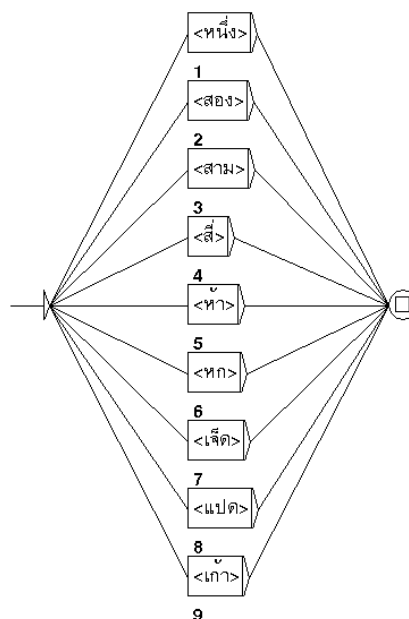 <หนึ่ง>
1
<สอง>
2
<สาม>
3
<สี่>
4
<ห้า>
5
<หก>
6
<เจ็ด>
7
<แปด>
8
<เก้า>
9